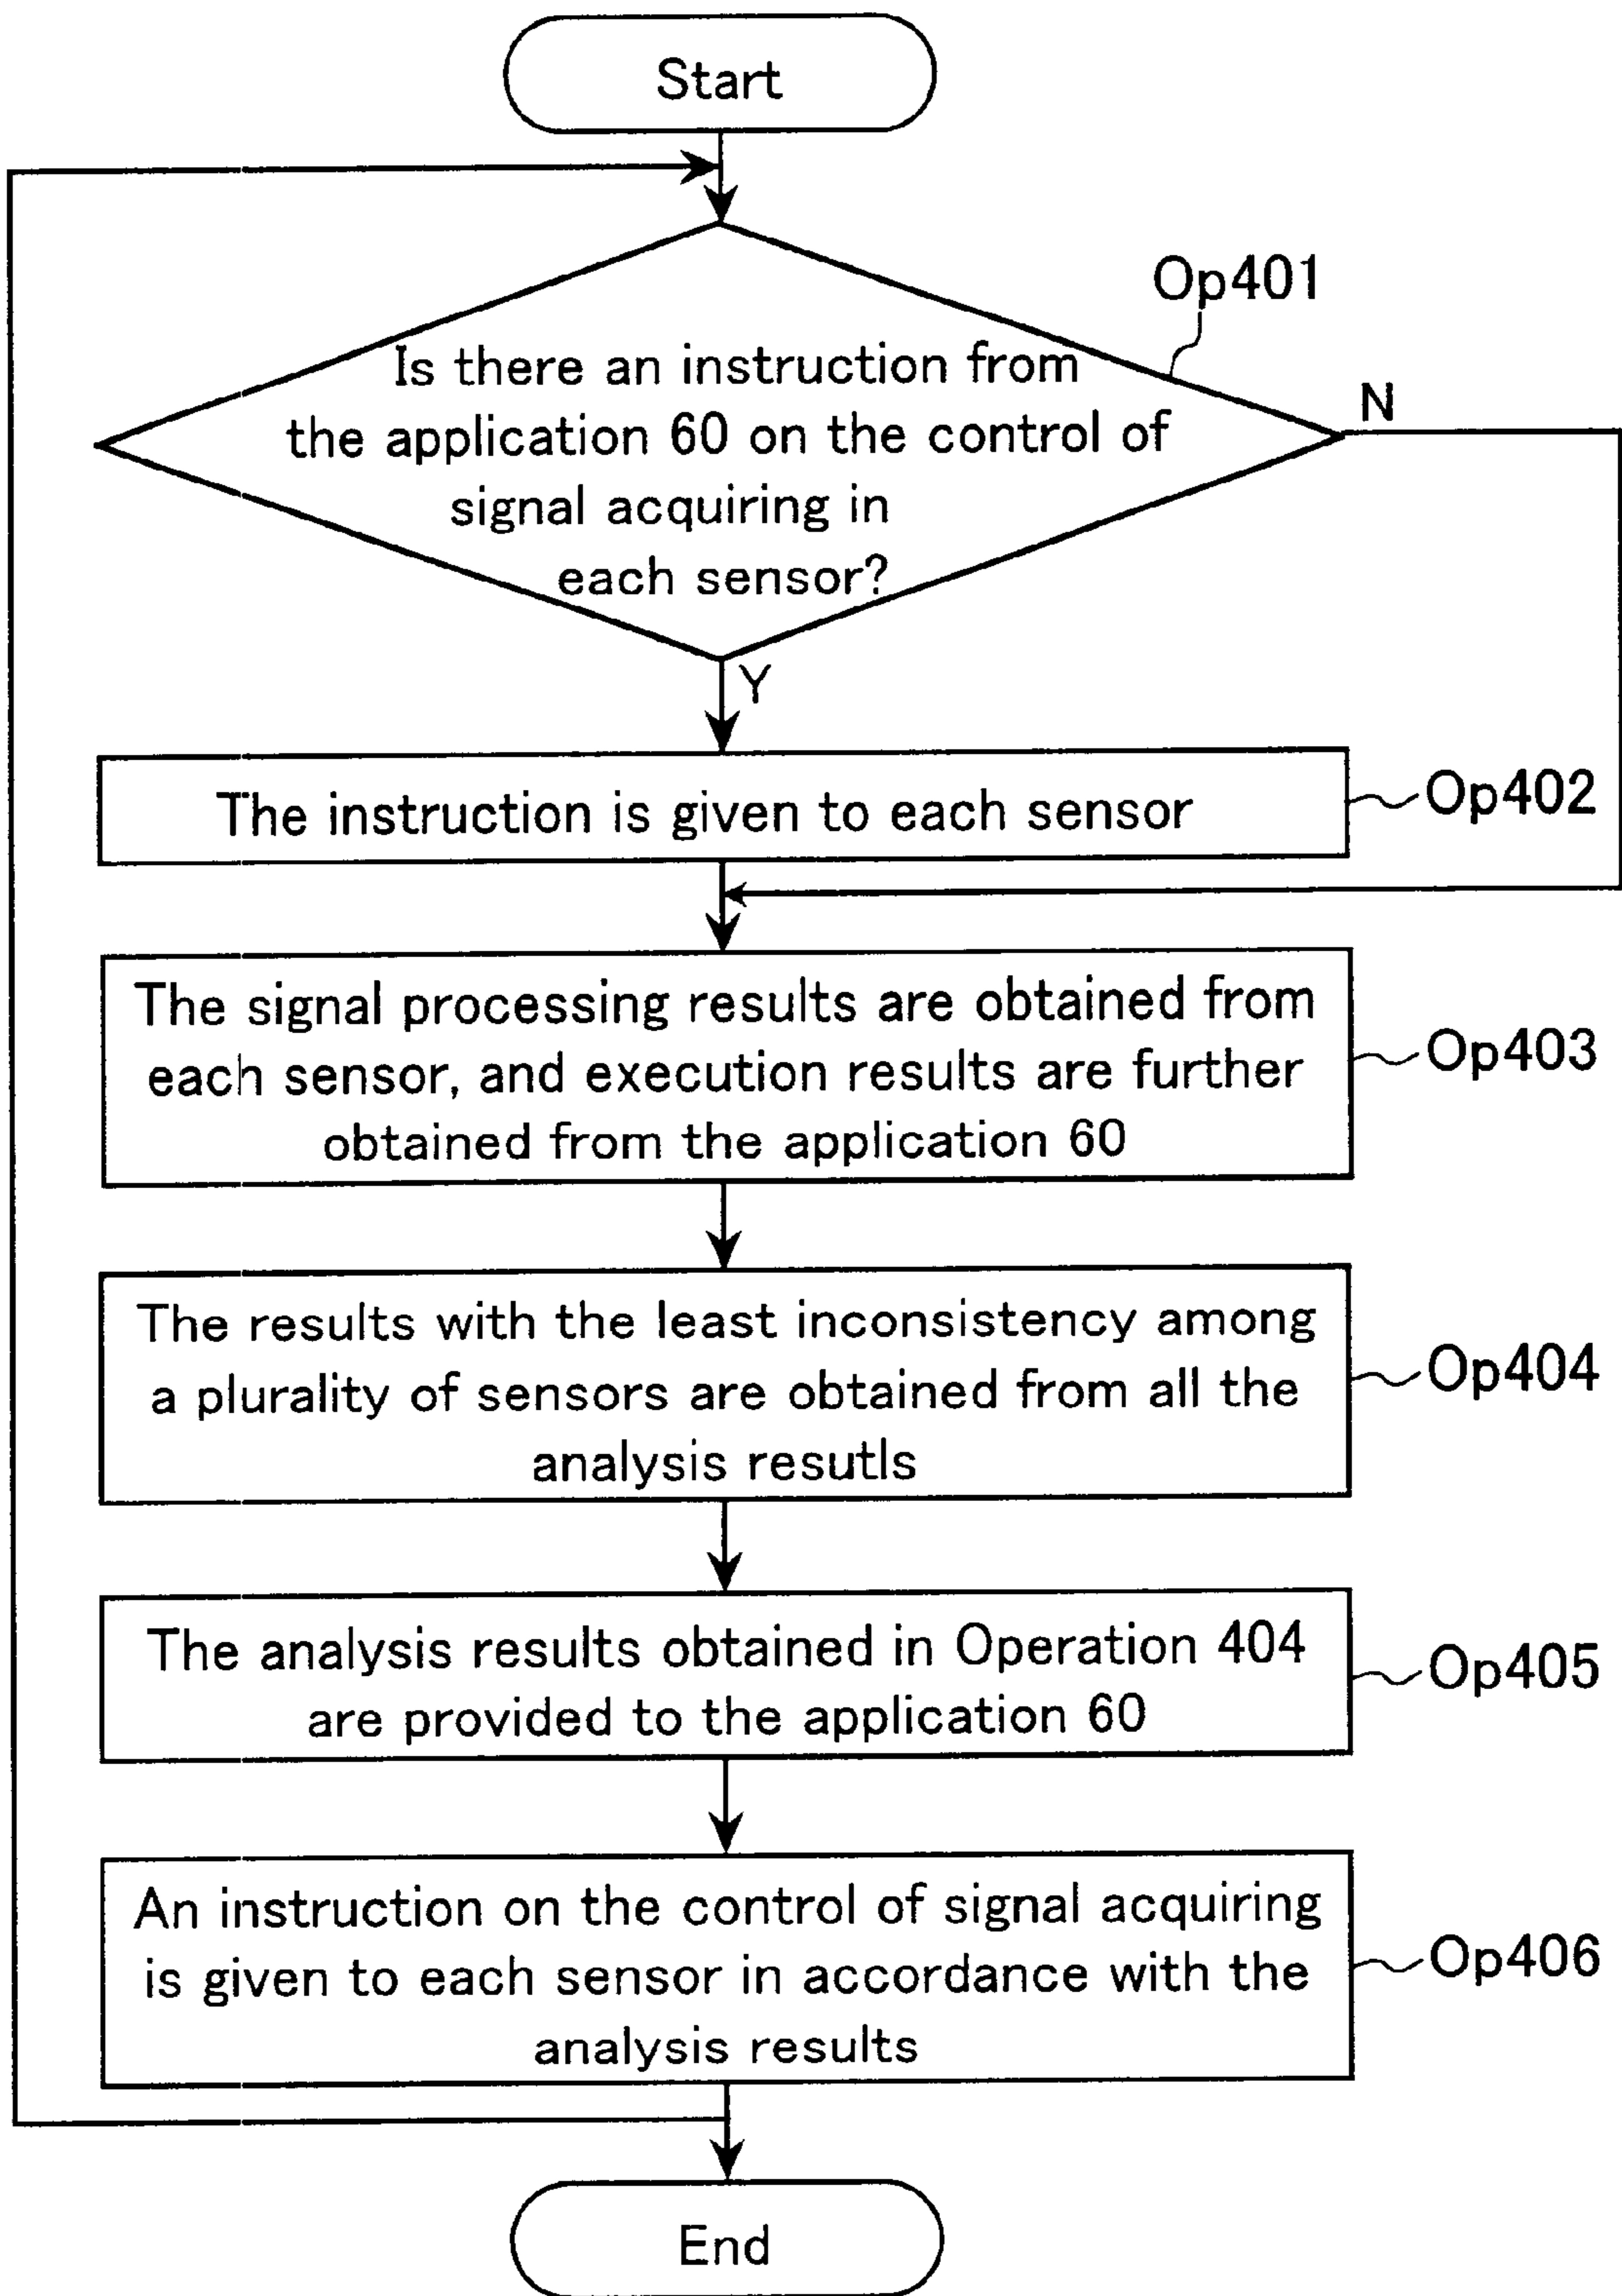 Start
Op401
Is there an instruction from
the application 60 on the control of
signal acquiring in
each sensor?
N
Y
The instruction is given to each sensor
Op402
The signal processing results are obtained from
each sensor, and execution results are further
obtained from the application 60
Op403
The results with the least inconsistency among
a plurality of sensors are obtained from all the
analysis resutls
Op404
The analysis results obtained in Operation 404
are provided to the application 60
Op405
An instruction on the control of signal acquiring
is given to each sensor in accordance with the
analysis results
Op406
End